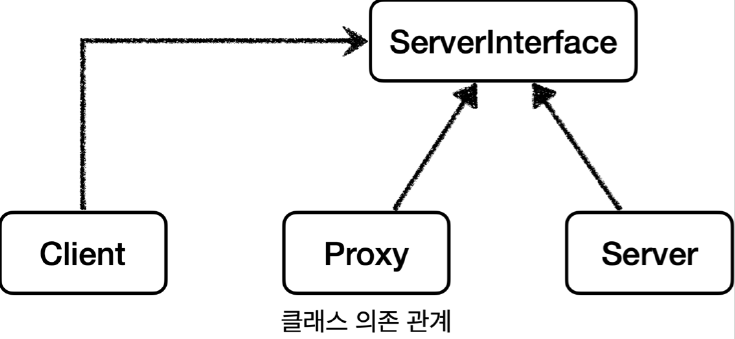 ServerInterface
Client
Proxy
Server
클래스 의존 관계